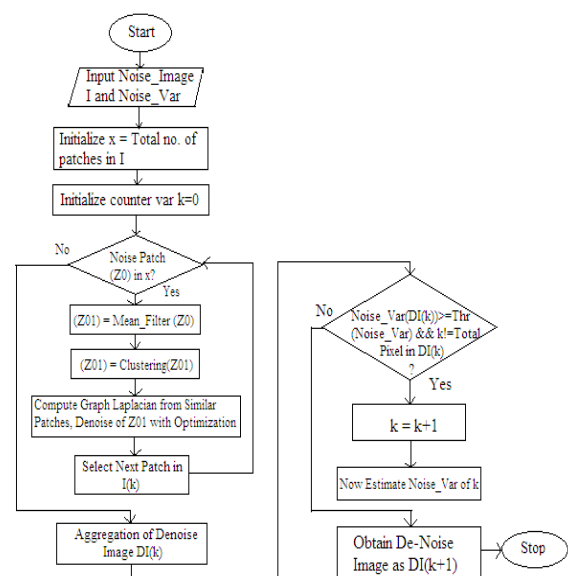 Start
Input Noise_Image
I and Noise_Var
Initialize x = Total no. of
patches in I
Initialize counter var k=0
No
Noise Patch
(Z0) in x?
Yes
(Z01) = Mean_Filter (Z0)
(Z01) = Clustering(Z01)
Compute Graph Laplacian from Similar
Patches, Denoise of Z01 with Optimization
Select Next Patch in
I(k)
Aggregation of Denoise
Image DI(k)
No
Noise_Var(DI(k))>=Thr
(Noise_Var) && k!=Total
Pixel in DI(k)
?
Yes
k = k+1
Now Estimate Noise_Var of k
Obtain De-Noise
Image as DI(k+1)
Stop